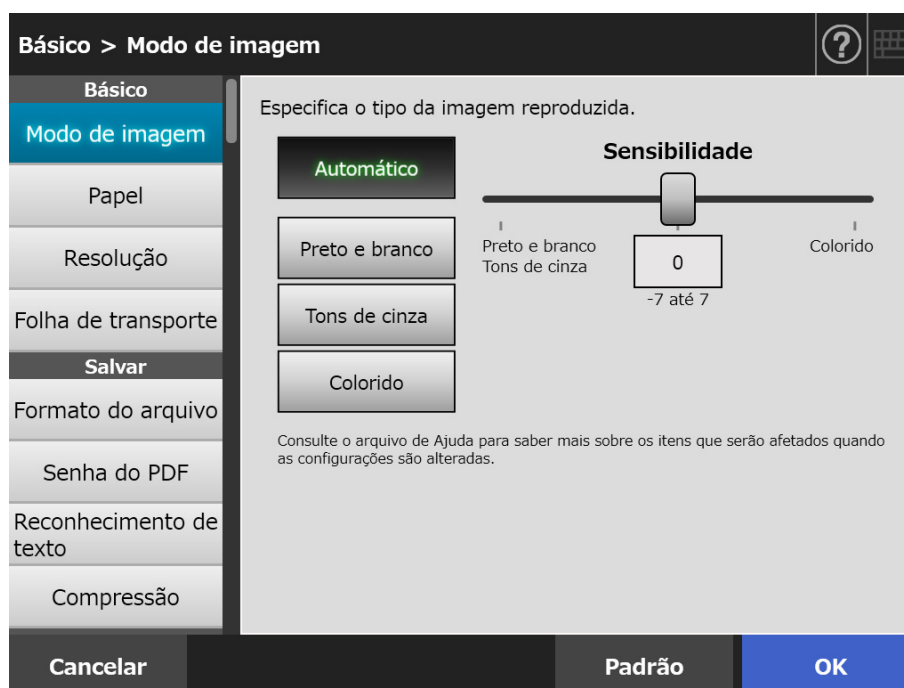 Básico > Modo de imagem
?
Básico
Modo de imagem
Papel
Resolução
Folha de transporte
Salvar
Formato do arquivo
Senha do PDF
Reconhecimento de
texto
Compressão
Especifica o tipo da imagem reproduzida.
Automático
Preto e branco
Tons de cinza
Colorido
Sensibilidade
Preto e branco
Tons de cinza
0
-7 até 7
Colorido
Consulte o arquivo de Ajuda para saber mais sobre os itens que serão afetados quando
as configurações são alteradas.
Cancelar
Padrão
OK